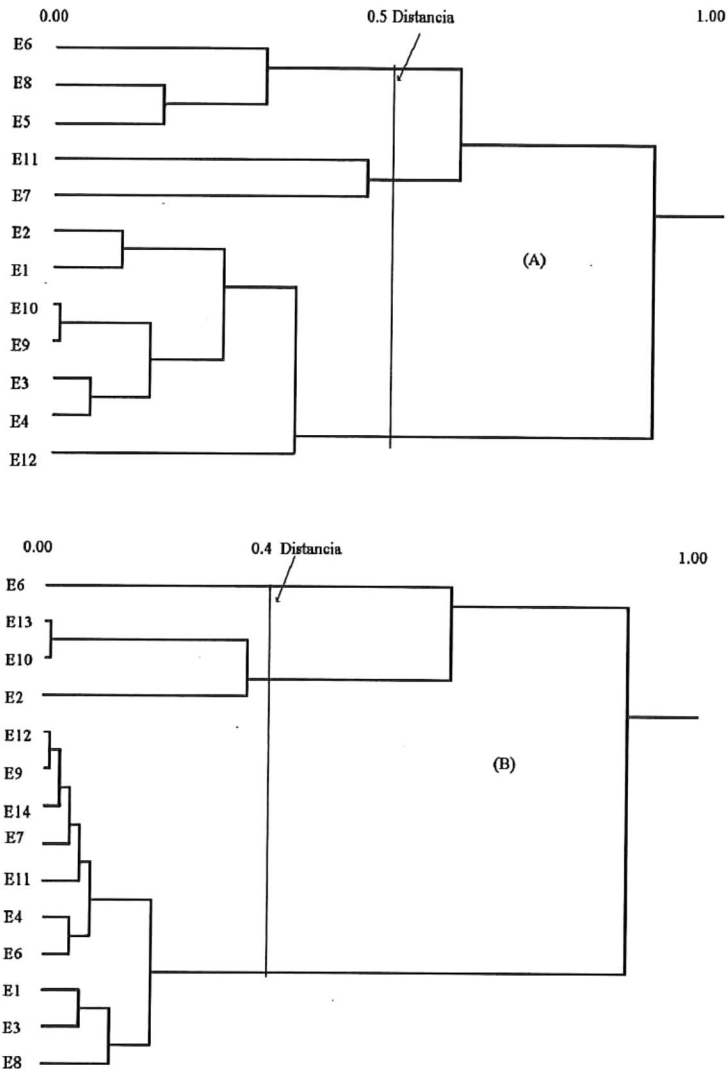 0.00 0.5 Distancia 1.00
E6
E8
E5
E11
E7
E2
E1
(A)
E10
E9
E3
E4
E12
0.00 0.4 Distancia 1.00
E6
E13
E10
E2
E12
(B)
E9
E14
E7
E11
E4
E6
E1
E3
E8